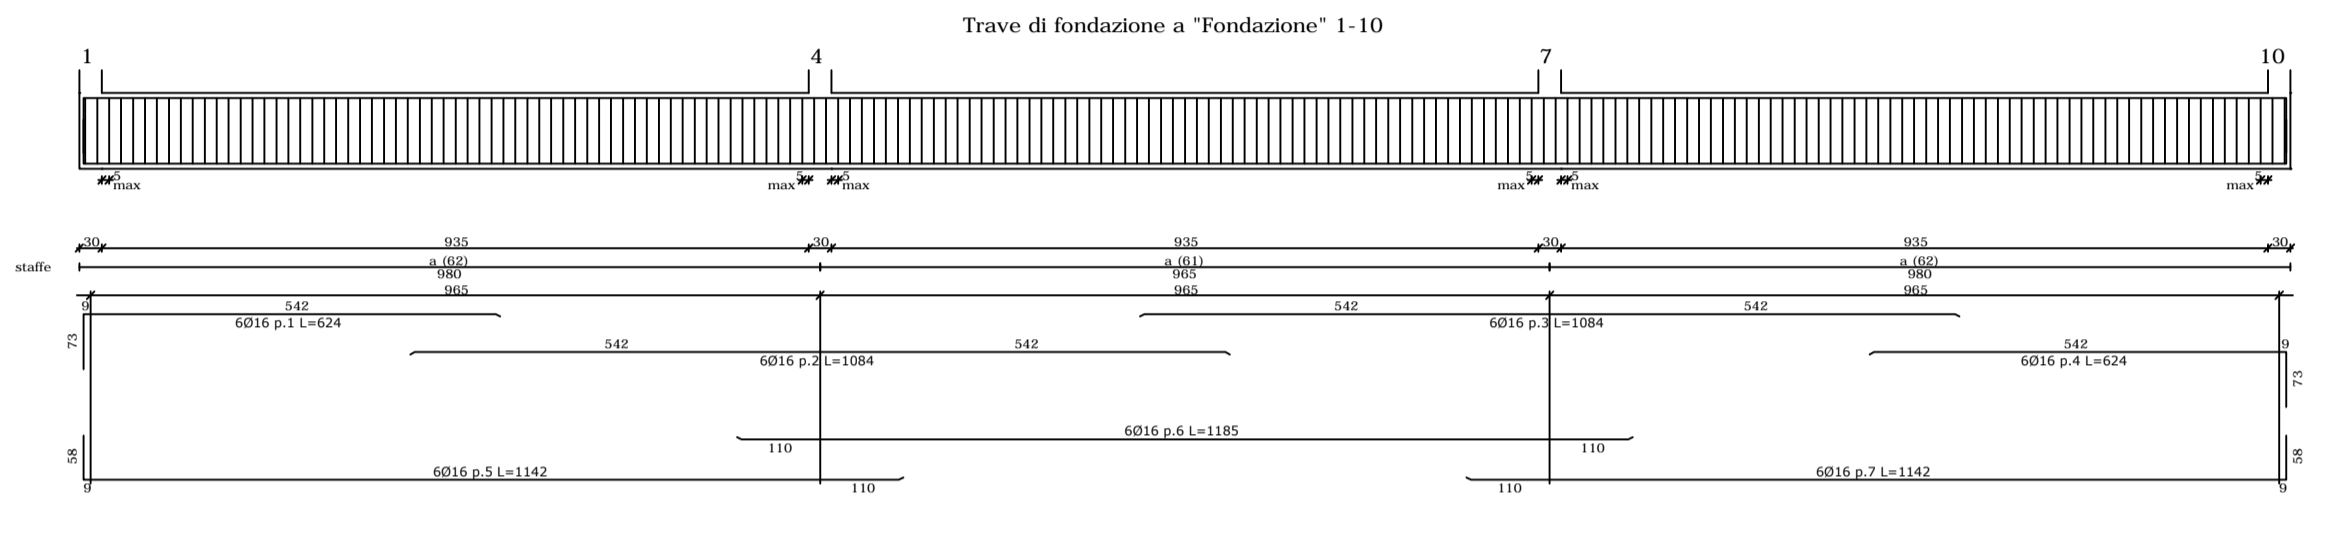 Trave di fondazione a "Fondazione" 1-10
1 4 7 10
5 5 5 5 5 5
max max max max max max
30 935 30 935 30 935 30
staffe a (62) a (61) a (62)
980 965 980
965 965 965
9 542 542 542
73 6Ø16 p.1 L=624 6Ø16 p.3 L=1084
542 542 542 9
6Ø16 p.2 L=1084 6Ø16 p.4 L=624 73
6Ø16 p.6 L=1185
110 110
58 6Ø16 p.5 L=1142 6Ø16 p.7 L=1142 58
9 110 110 9